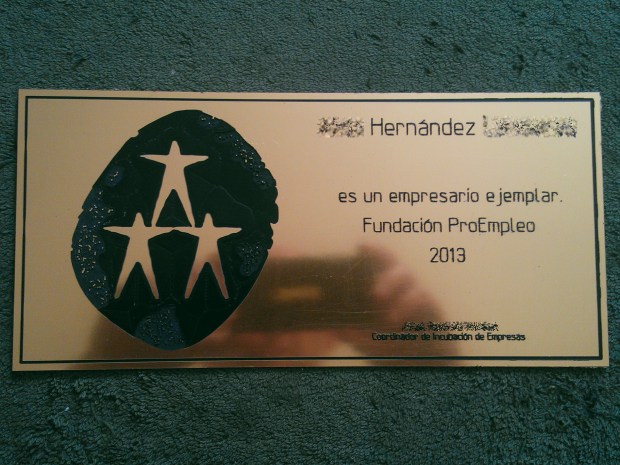 Hernández
es un empresario ejemplar.
Fundación ProEmpleo
2013
Coordinador de Incubación de Empresas